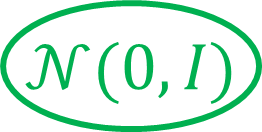 𝒩(0, I)